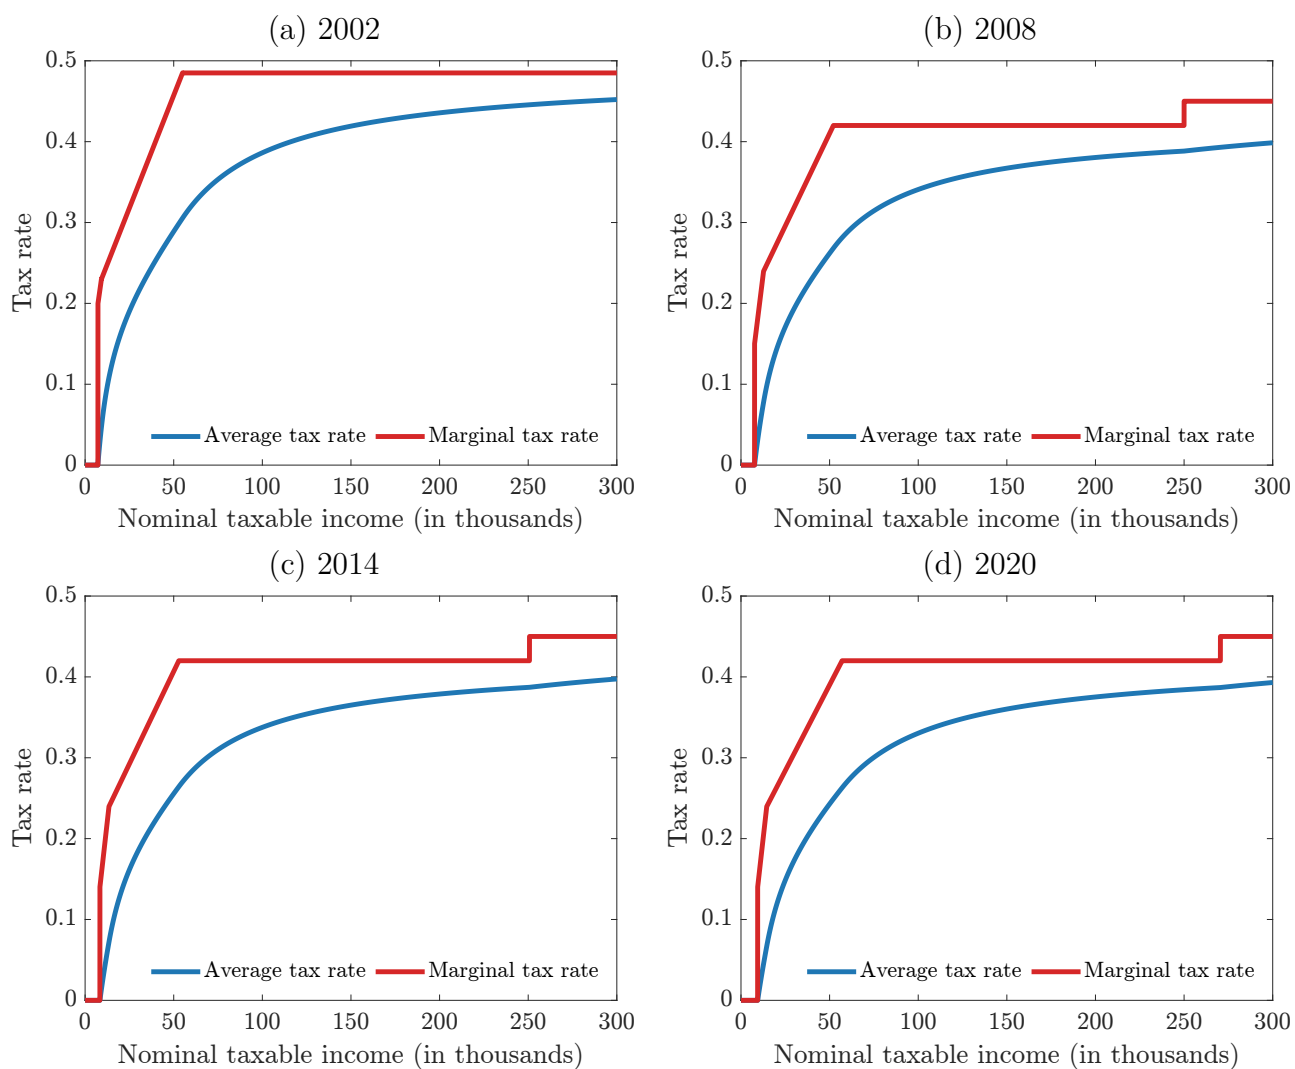 (a) 2002
0.5
0.4
0.3
0.2
0.1
0
Tax rate
Average tax rate
Marginal tax rate
0 50 100 150 200 250 300
Nominal taxable income (in thousands)
(b) 2008
0.5
0.4
0.3
0.2
0.1
0
Tax rate
Average tax rate
Marginal tax rate
0 50 100 150 200 250 300
Nominal taxable income (in thousands)
(c) 2014
0.5
0.4
0.3
0.2
0.1
0
Tax rate
Average tax rate
Marginal tax rate
0 50 100 150 200 250 300
Nominal taxable income (in thousands)
(d) 2020
0.5
0.4
0.3
0.2
0.1
0
Tax rate
Average tax rate
Marginal tax rate
0 50 100 150 200 250 300
Nominal taxable income (in thousands)